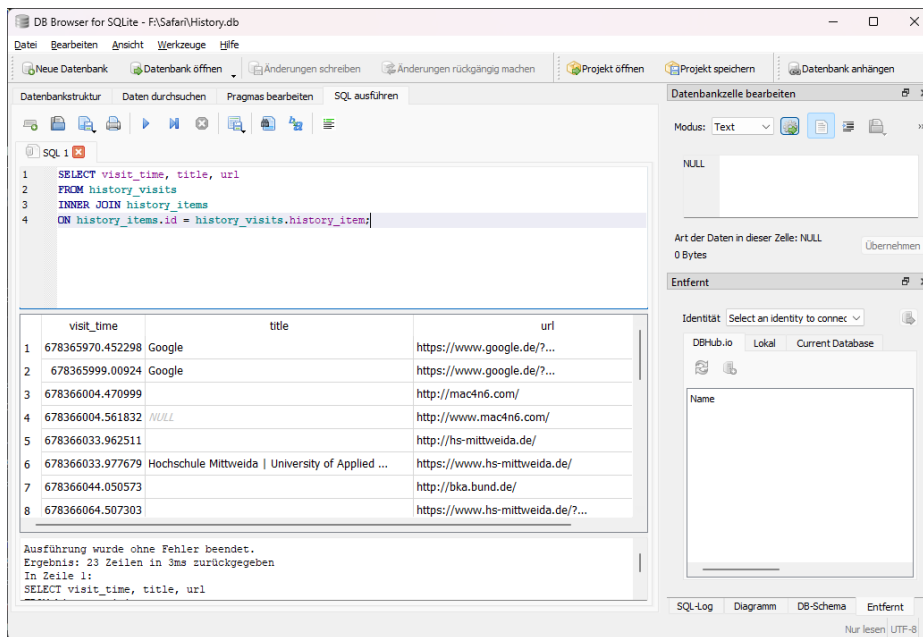 DB Browser for SQLite - F:\Safari\History.db
Datei Bearbeiten Ansicht Werkzeuge Hilfe
Neue Datenbank Datenbank öffnen Änderungen schreiben Änderungen rückgängig machen Projekt öffnen Projekt speichern Datenbank anhängen
Datenbankstruktur Daten durchsuchen Pragmas bearbeiten SQL ausführen
SQL 1
1 SELECT visit_time, title, url
2 FROM history_visits
3 INNER JOIN history_items
4 ON history_items.id = history_visits.history_item;
visit_time title url
1 678365970.452298 Google https://www.google.de/?...
2 678365999.00924 Google https://www.google.de/?...
3 678366004.470999 http://mac4n6.com/
4 678366004.561832 NULL http://www.mac4n6.com/
5 678366033.962511 http://hs-mittweida.de/
6 678366033.977679 Hochschule Mittweida | University of Applied ... https://www.hs-mittweida.de/
7 678366044.050573 http://bka.bund.de/
8 678366064.507303 https://www.hs-mittweida.de/?...
Ausführung wurde ohne Fehler beendet.
Ergebnis: 23 Zeilen in 3ms zurückgegeben
In Zeile 1:
SELECT visit_time, title, url
Datenbankzelle bearbeiten
Modus: Text
NULL
Art der Daten in dieser Zelle: NULL
0 Bytes
Übernehmen
Entfernt
Identität Select an identity to connec
DBHub.io Lokal Current Database
Name
SQL-Log Diagramm DB-Schema Entfernt
Nur lesen UTF-8